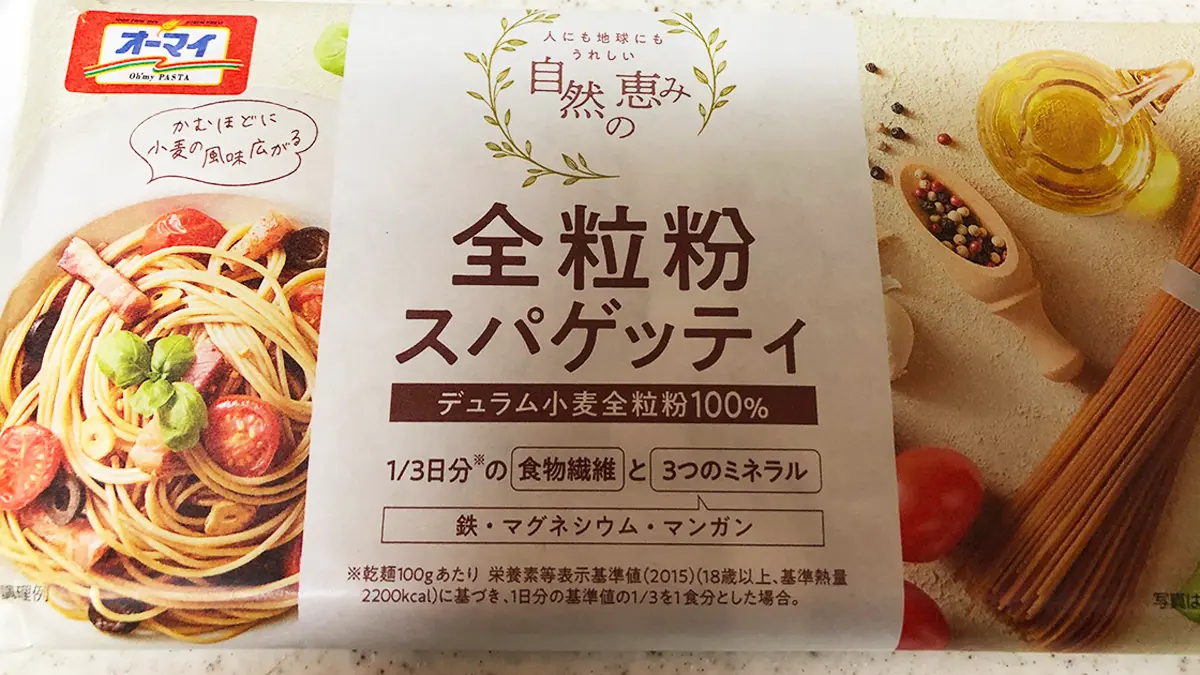 オーマイ
Oh'my PASTA
かむほどに
小麦の風味広がる
人にも地球にも
うれしい
自然の恵み
全粒粉
スパゲッティ
デュラム小麦全粒粉100%
1/3日分※の食物繊維と3つのミネラル
鉄・マグネシウム・マンガン
※乾麺100gあたり 栄養素等表示基準値(2015)(18歳以上、基準熱量
2200kcal)に基づき、1日分の基準値の1/3を1食分とした場合。
調理例
写真は